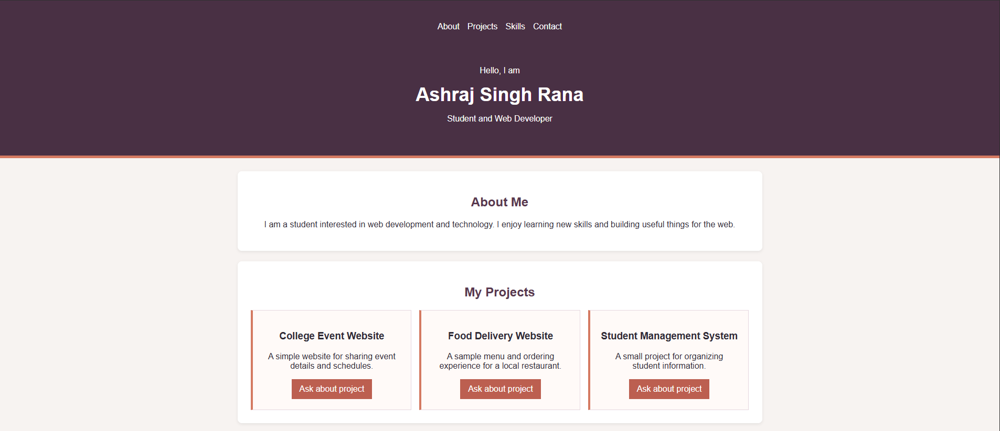 About Projects Skills Contact
Hello, I am
Ashraj Singh Rana
Student and Web Developer
About Me
I am a student interested in web development and technology. I enjoy learning new skills and building useful things for the web.
My Projects
College Event Website
A simple website for sharing event
details and schedules.
Ask about project
Food Delivery Website
A sample menu and ordering
experience for a local restaurant.
Ask about project
Student Management System
A small project for organizing
student information.
Ask about project